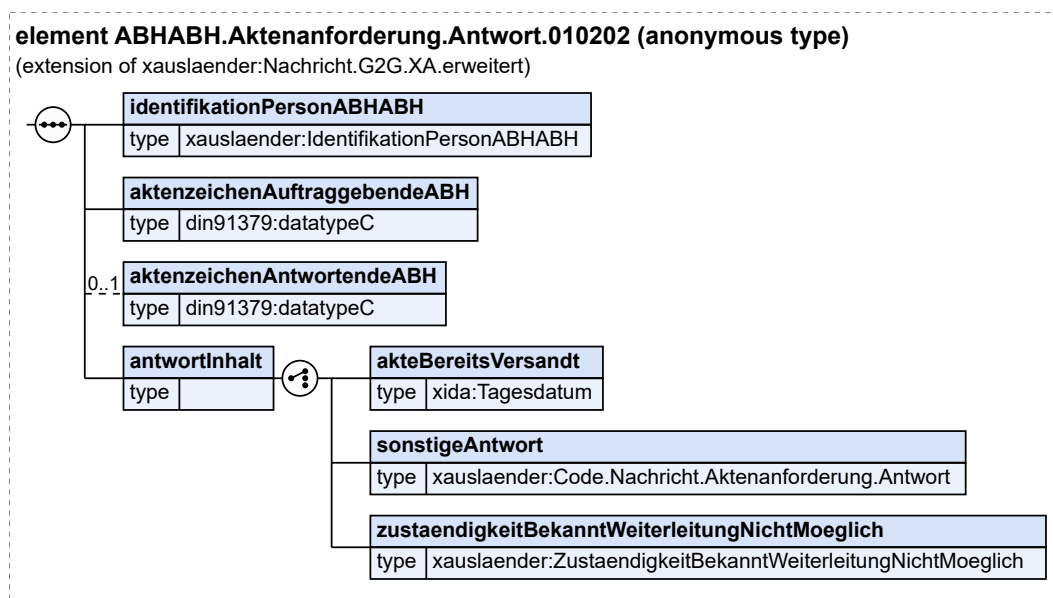 element ABHABH.Aktenanforderung.Antwort.010202 (anonymous type)
(extension of xauslaender:Nachricht.G2G.XA.erweitert)
identifikationPersonABHABH
type xauslaender:IdentifikationPersonABHABH
aktenzeichenAuftraggebendeABH
type din91379:datatypeC
0..1
aktenzeichenAntwortendeABH
type din91379:datatypeC
antwortInhalt
type
akteBereitsVersandt
type xida:Tagesdatum
sonstigeAntwort
type xauslaender:Code.Nachricht.Aktenanforderung.Antwort
zustaendigkeitBekanntWeiterleitungNichtMoeglich
type xauslaender:ZustaendigkeitBekanntWeiterleitungNichtMoeglich